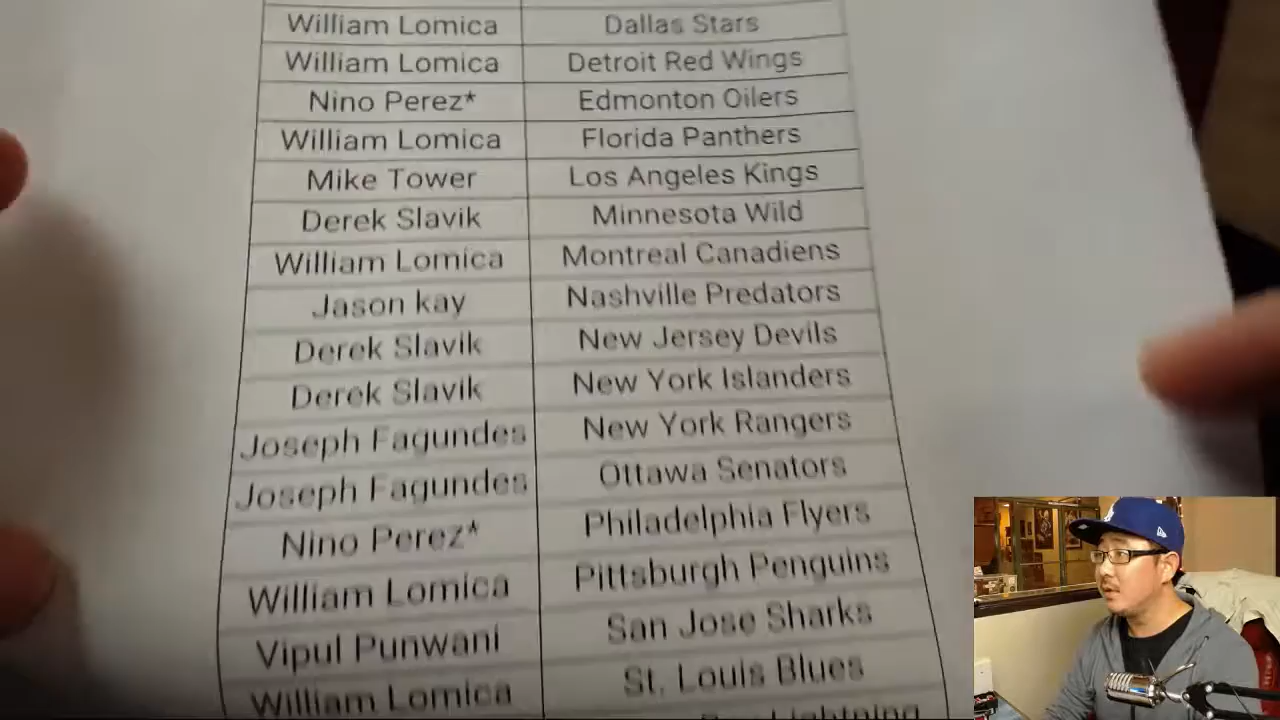 William Lomica Dallas Stars
William Lomica Detroit Red Wings
Nino Perez* Edmonton Oilers
William Lomica Florida Panthers
Mike Tower Los Angeles Kings
Derek Slavik Minnesota Wild
William Lomica Montreal Canadiens
Jason kay Nashville Predators
Derek Slavik New Jersey Devils
Derek Slavik New York Islanders
Joseph Fagundes New York Rangers
Joseph Fagundes Ottawa Senators
Nino Perez* Philadelphia Flyers
William Lomica Pittsburgh Penguins
Vipul Punwani San Jose Sharks
William Lomica St. Louis Blues
Lightning